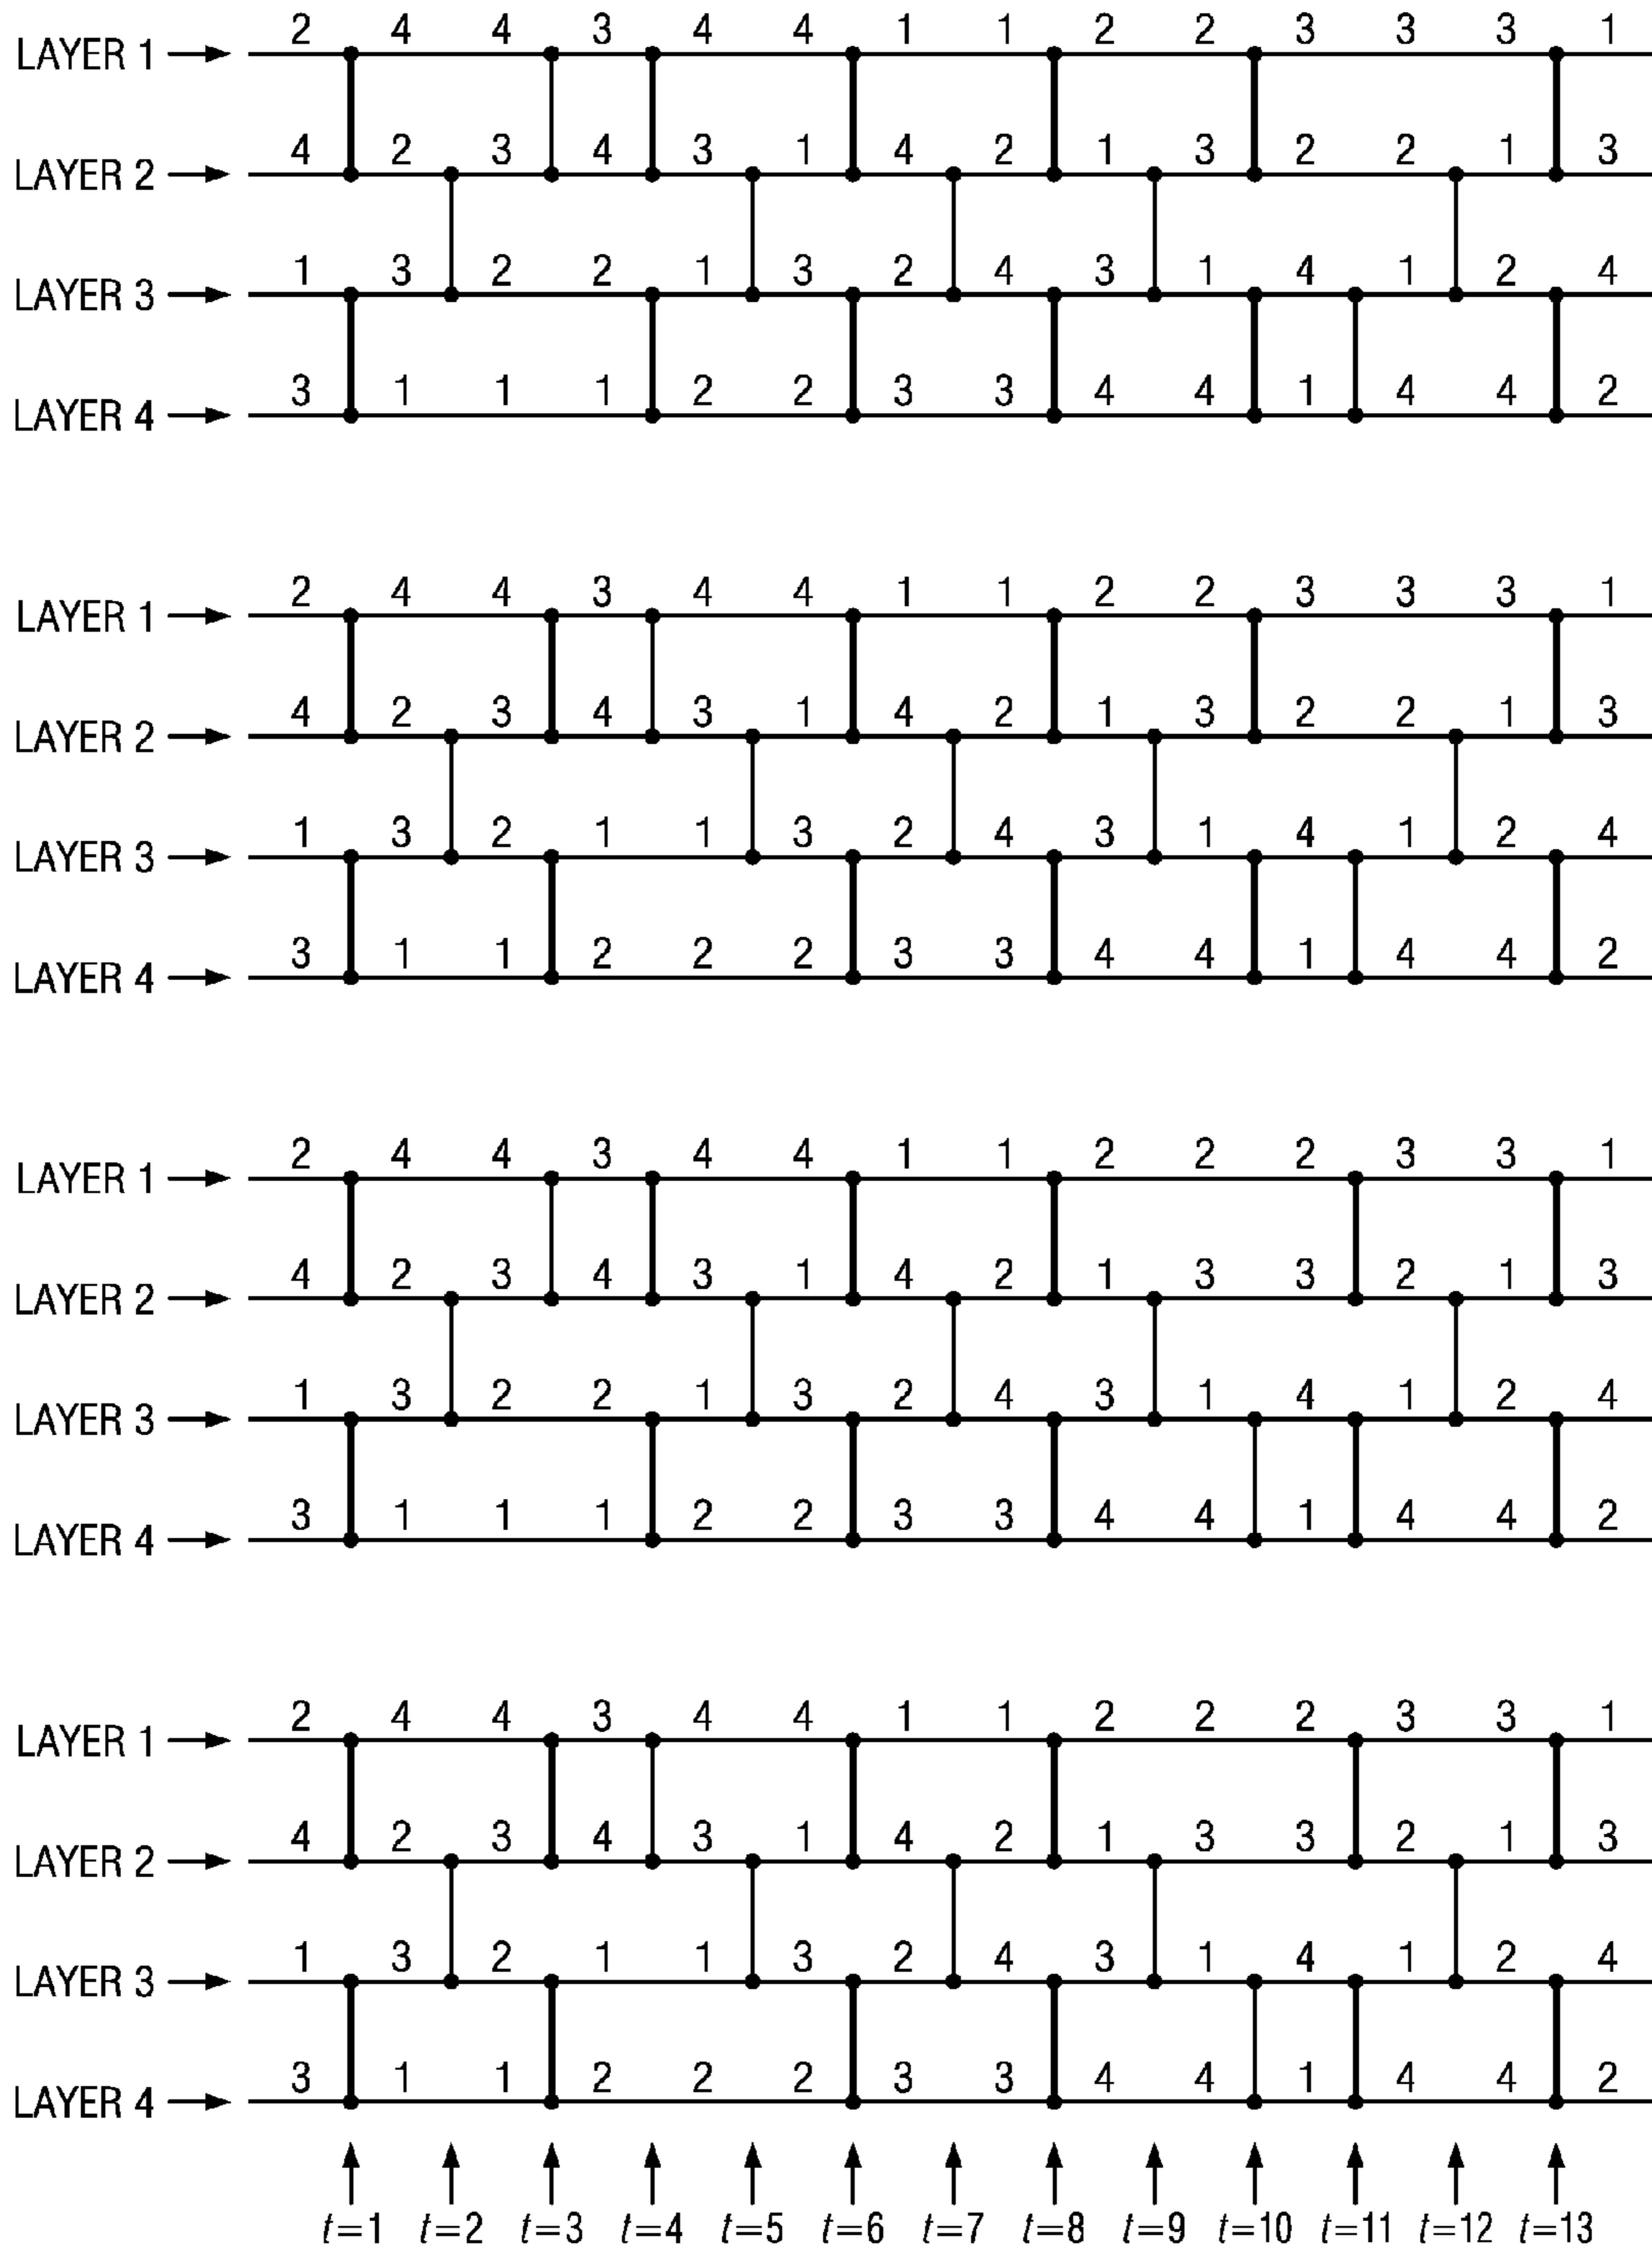 2 4 4 3 4 4 1 1 2 2 3 3 3 1
LAYER 1
4 2 3 4 3 1 4 2 1 3 2 2 1 3
LAYER 2
1 3 2 2 1 3 2 4 3 1 4 1 2 4
LAYER 3
3 1 1 1 2 2 3 3 4 4 1 4 4 2
LAYER 4
2 4 4 3 4 4 1 1 2 2 3 3 3 1
LAYER 1
4 2 3 4 3 1 4 2 1 3 2 2 1 3
LAYER 2
1 3 2 1 1 3 2 4 3 1 4 1 2 4
LAYER 3
3 1 1 2 2 2 3 3 4 4 1 4 4 2
LAYER 4
2 4 4 3 4 4 1 1 2 2 2 3 3 1
LAYER 1
4 2 3 4 3 1 4 2 1 3 3 2 1 3
LAYER 2
1 3 2 2 1 3 2 4 3 1 4 1 2 4
LAYER 3
3 1 1 1 2 2 3 3 4 4 1 4 4 2
LAYER 4
2 4 4 3 4 4 1 1 2 2 2 3 3 1
LAYER 1
4 2 3 4 3 1 4 2 1 3 3 2 1 3
LAYER 2
1 3 2 1 1 3 2 4 3 1 4 1 2 4
LAYER 3
3 1 1 2 2 2 3 3 4 4 1 4 4 2
LAYER 4
t=1 t=2 t=3 t=4 t=5 t=6 t=7 t=8 t=9 t=10 t=11 t=12 t=13